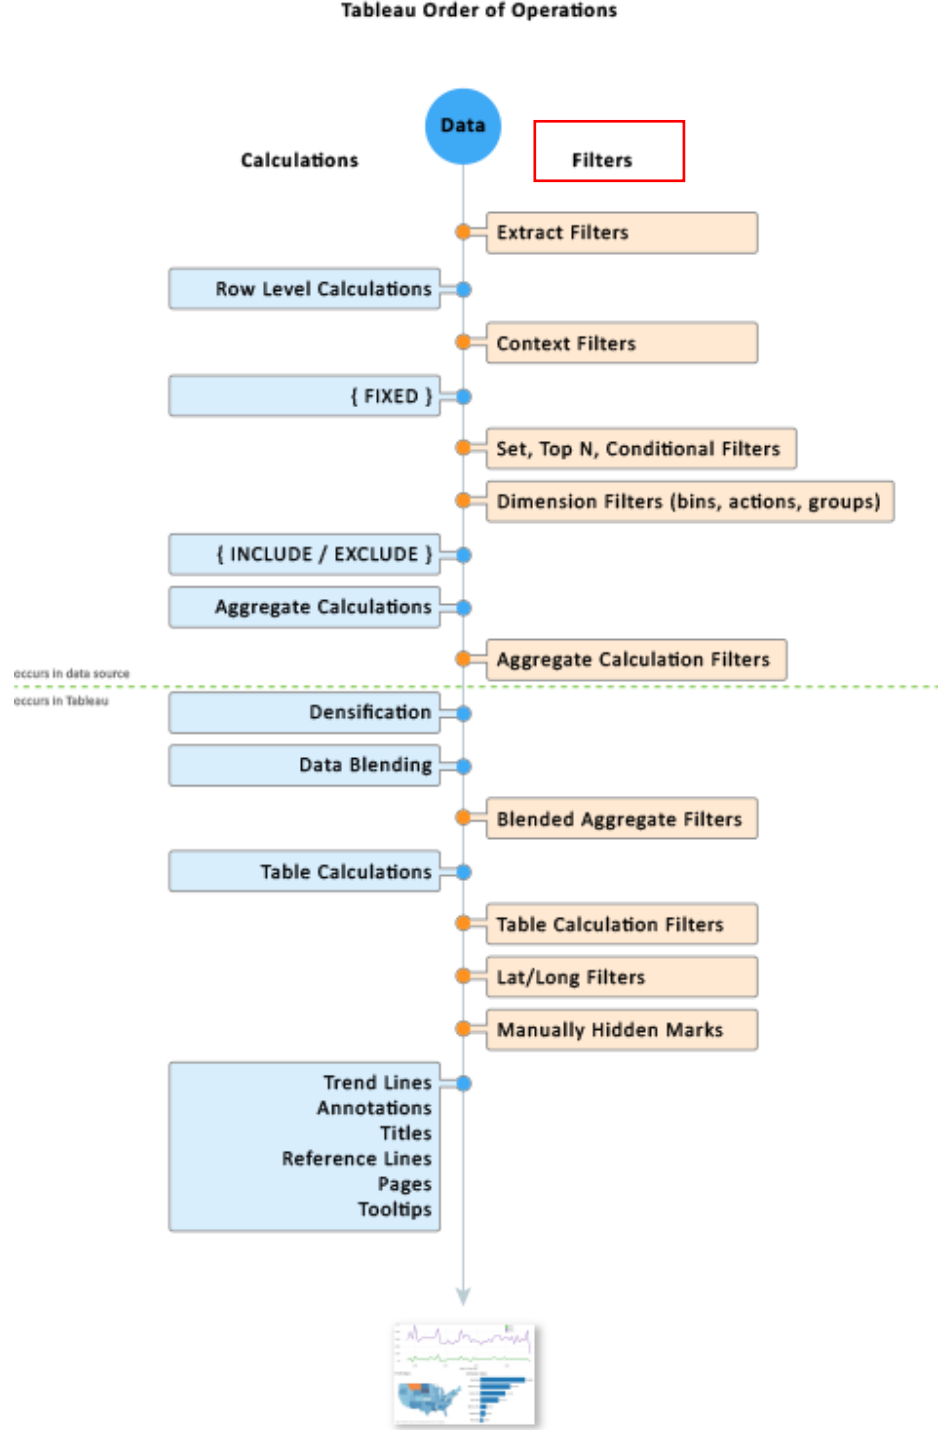 Tableau Order of Operations
Data
Calculations
Filters
Extract Filters
Row Level Calculations
Context Filters
{ FIXED }
Set, Top N, Conditional Filters
Dimension Filters (bins, actions, groups)
{ INCLUDE / EXCLUDE }
Aggregate Calculations
Aggregate Calculation Filters
occurs in data source
occurs in Tableau
Densification
Data Blending
Blended Aggregate Filters
Table Calculations
Table Calculation Filters
Lat/Long Filters
Manually Hidden Marks
Trend Lines
Annotations
Titles
Reference Lines
Pages
Tooltips